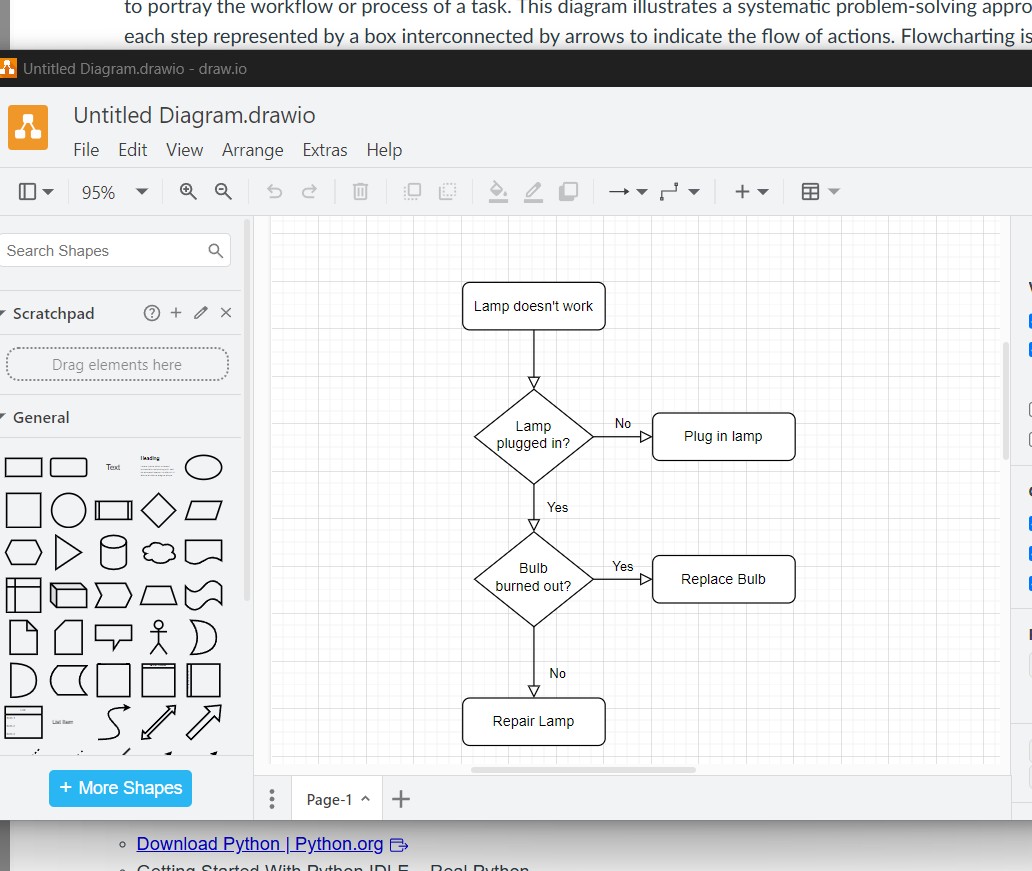 to portray the workflow or process of a task. This diagram illustrates a systematic problem-solving appro
each step represented by a box interconnected by arrows to indicate the flow of actions. Flowcharting is
Untitled Diagram.drawio - draw.io
Untitled Diagram.drawio
File Edit View Arrange Extras Help
95%
Search Shapes
Scratchpad
Drag elements here
General
Text
Heading
List Item
+ More Shapes
Lamp doesn't work
Lamp
plugged in?
No
Plug in lamp
Yes
Bulb
burned out?
Yes
Replace Bulb
No
Repair Lamp
Page-1
Download Python | Python.org
Getting Started With Python IDLE – Real Python